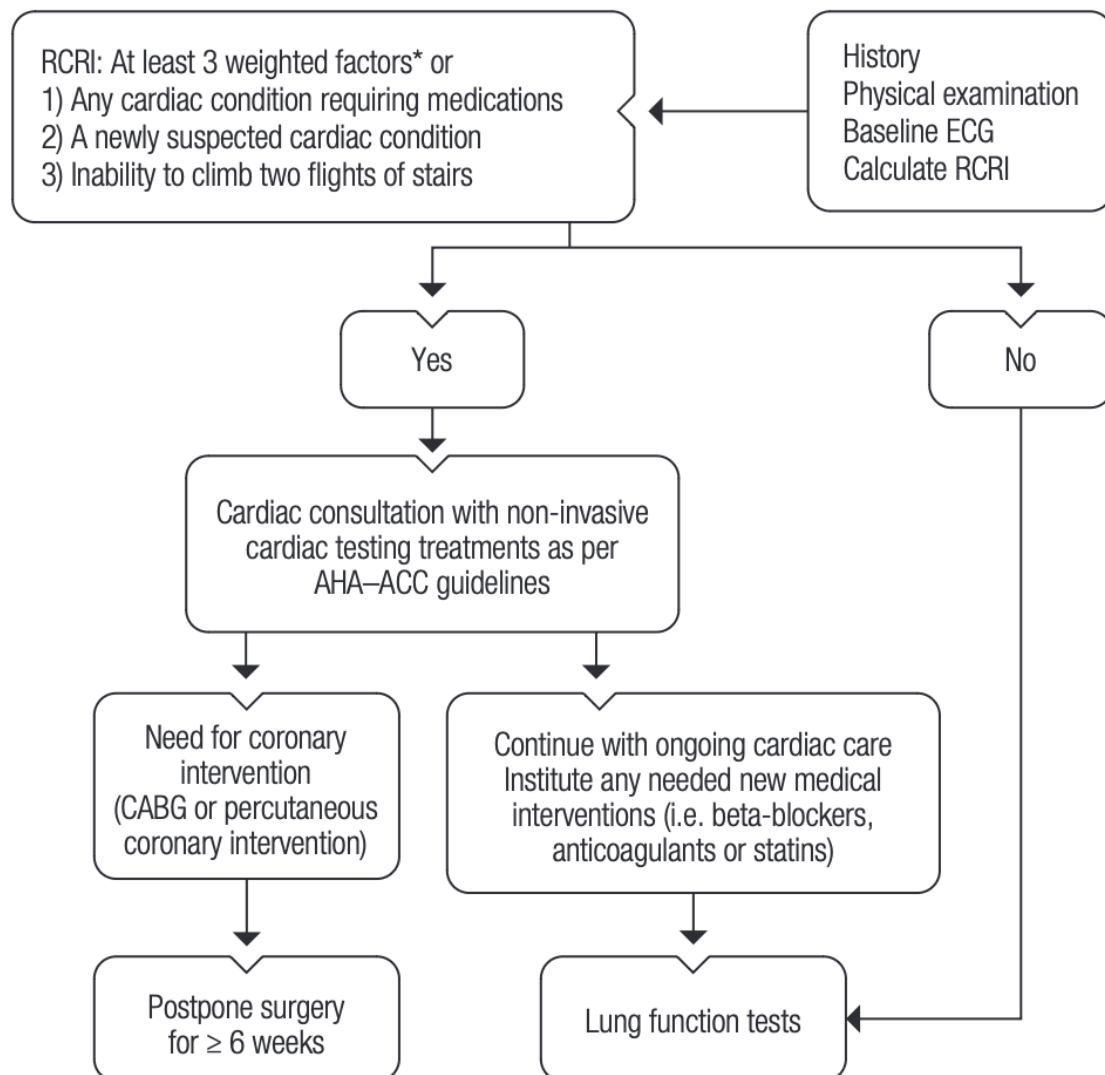 RCRI: At least 3 weighted factors* or
1) Any cardiac condition requiring medications
2) A newly suspected cardiac condition
3) Inability to climb two flights of stairs
History
Physical examination
Baseline ECG
Calculate RCRI
Yes
No
Cardiac consultation with non-invasive
cardiac testing treatments as per
AHA–ACC guidelines
Need for coronary
intervention
(CABG or percutaneous
coronary intervention)
Continue with ongoing cardiac care
Institute any needed new medical
interventions (i.e. beta-blockers,
anticoagulants or statins)
Postpone surgery
for ≥ 6 weeks
Lung function tests